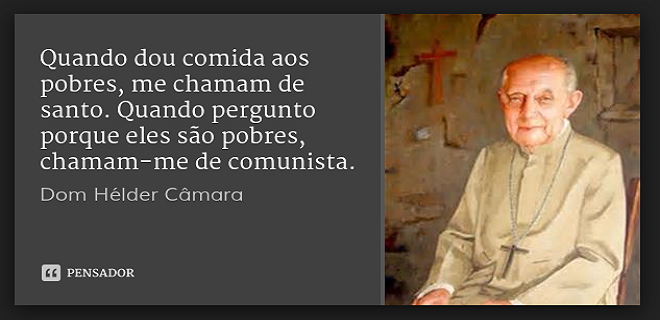 Quando dou comida aos
pobres, me chamam de
santo. Quando pergunto
porque eles são pobres,
chamam-me de comunista.
Dom Hélder Câmara
PENSADOR